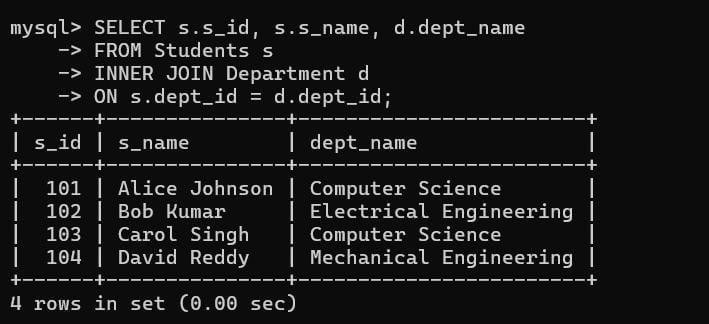 mysql> SELECT s.s_id, s.s_name, d.dept_name
    -> FROM Students s
    -> INNER JOIN Department d
    -> ON s.dept_id = d.dept_id;
+------+---------------+------------------------+
| s_id | s_name        | dept_name              |
+------+---------------+------------------------+
|  101 | Alice Johnson | Computer Science       |
|  102 | Bob Kumar     | Electrical Engineering |
|  103 | Carol Singh   | Computer Science       |
|  104 | David Reddy   | Mechanical Engineering |
+------+---------------+------------------------+
4 rows in set (0.00 sec)